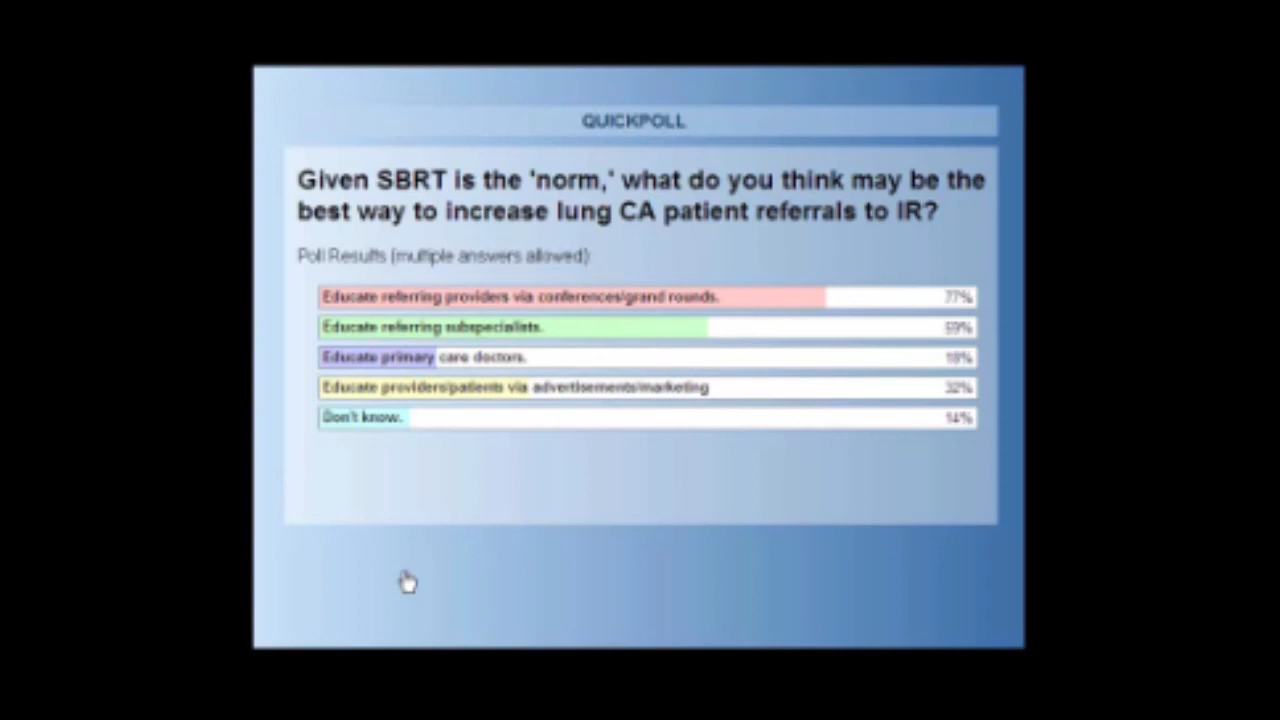 QUICKPOLL
Given SBRT is the 'norm,' what do you think may be the
best way to increase lung CA patient referrals to IR?
Poll Results (multiple answers allowed):
Educate referring providers via conferences/grand rounds. 77%
Educate referring subspecialists. 59%
Educate primary care doctors. 18%
Educate providers/patients via advertisements/marketing 32%
Don't know. 14%